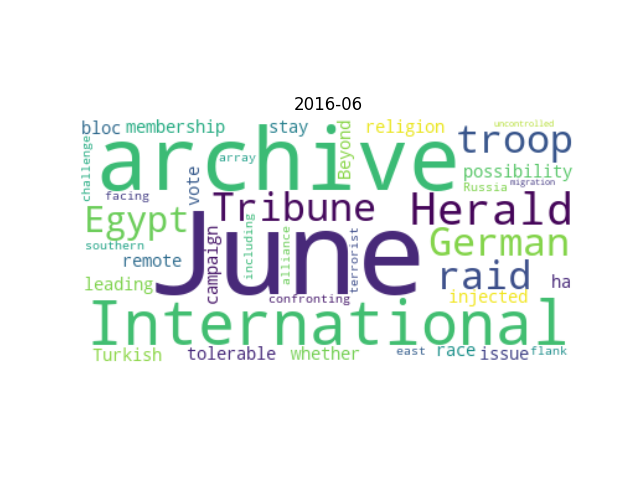 2016-06
bloc membership stay religion uncontrolled
challenge archive array Beyond troop
facing vote possibility
Russia migration
Egypt Tribune Herald
June German
southern campaign including alliance terrorist
remote raid
leading confronting injected ha
International
Turkish tolerable whether east race issue flank